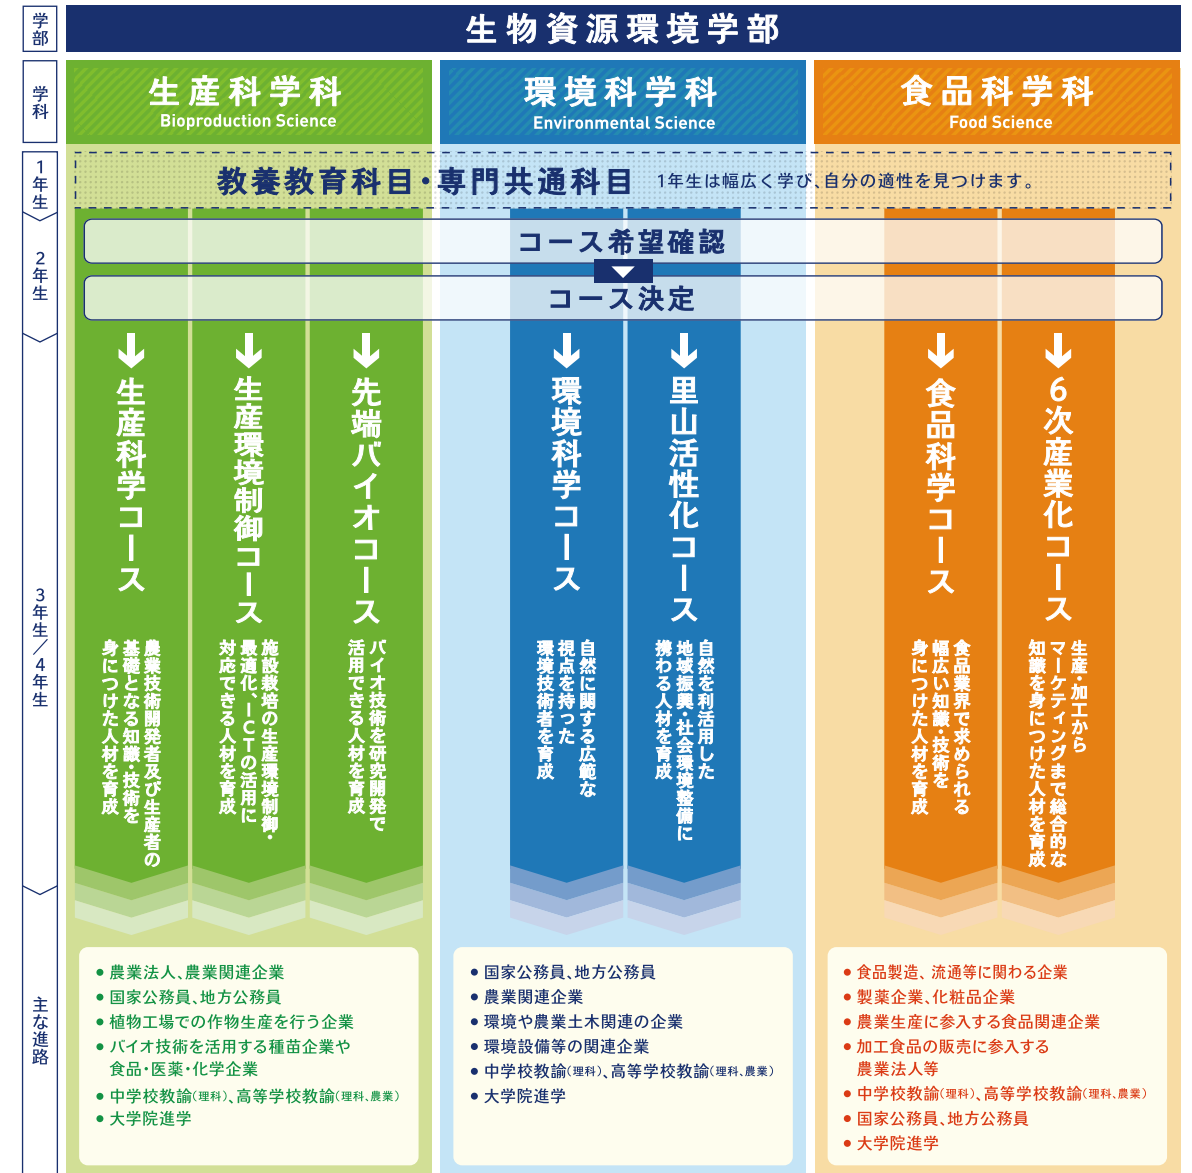 学部
生物資源環境学部
学科
生産科学科
Bioproduction Science
環境科学科
Environmental Science
食品科学科
Food Science
1年生
教養教育科目・専門共通科目 1年生は幅広く学び、自分の適性を見つけます。
2年生
コース希望確認
コース決定
3年生/4年生
生産科学コース
農業技術開発者及び生産者の
基礎となる知識・技術を
身につけた人材を育成
生産環境制御コース
施設栽培の生産環境制御・
最適化、ICTの活用に
対応できる人材を育成
先端バイオコース
バイオ技術を研究開発で
活用できる人材を育成
環境科学コース
自然に関する広範な
視点を持った
環境技術者を育成
里山活性化コース
自然を利活用した
地域振興・社会環境整備に
携わる人材を育成
食品科学コース
食品業界で求められる
幅広い知識・技術を
身につけた人材を育成
6次産業化コース
生産・加工から
マーケティングまで総合的な
知識を身につけた人材を育成
主な進路
● 農業法人、農業関連企業
● 国家公務員、地方公務員
● 植物工場での作物生産を行う企業
● バイオ技術を活用する種苗企業や
食品・医薬・化学企業
● 中学校教諭(理科)、高等学校教諭(理科、農業)
● 大学院進学
● 国家公務員、地方公務員
● 農業関連企業
● 環境や農業土木関連の企業
● 環境設備等の関連企業
● 中学校教諭(理科)、高等学校教諭(理科、農業)
● 大学院進学
● 食品製造、流通等に関わる企業
● 製薬企業、化粧品企業
● 農業生産に参入する食品関連企業
● 加工食品の販売に参入する
農業法人等
● 中学校教諭(理科)、高等学校教諭(理科、農業)
● 国家公務員、地方公務員
● 大学院進学